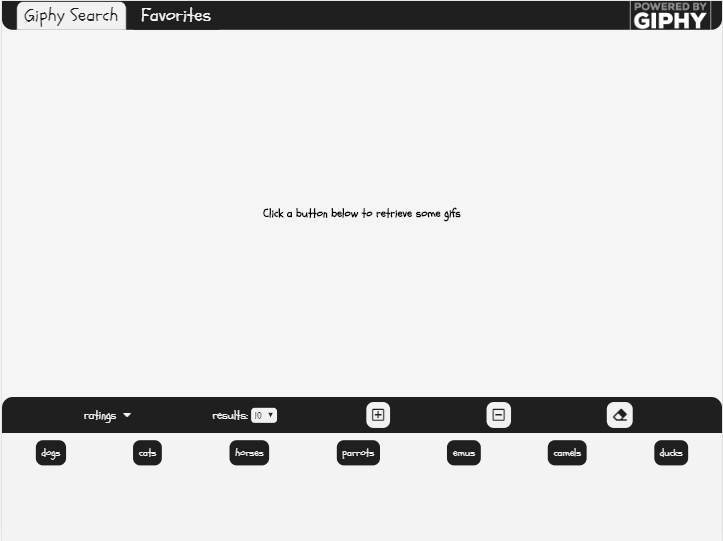 Giphy Search Favorites POWERED BY
GIPHY
Click a button below to retrieve some gifs
ratings results: 10
dogs cats horses parrots emus camels ducks